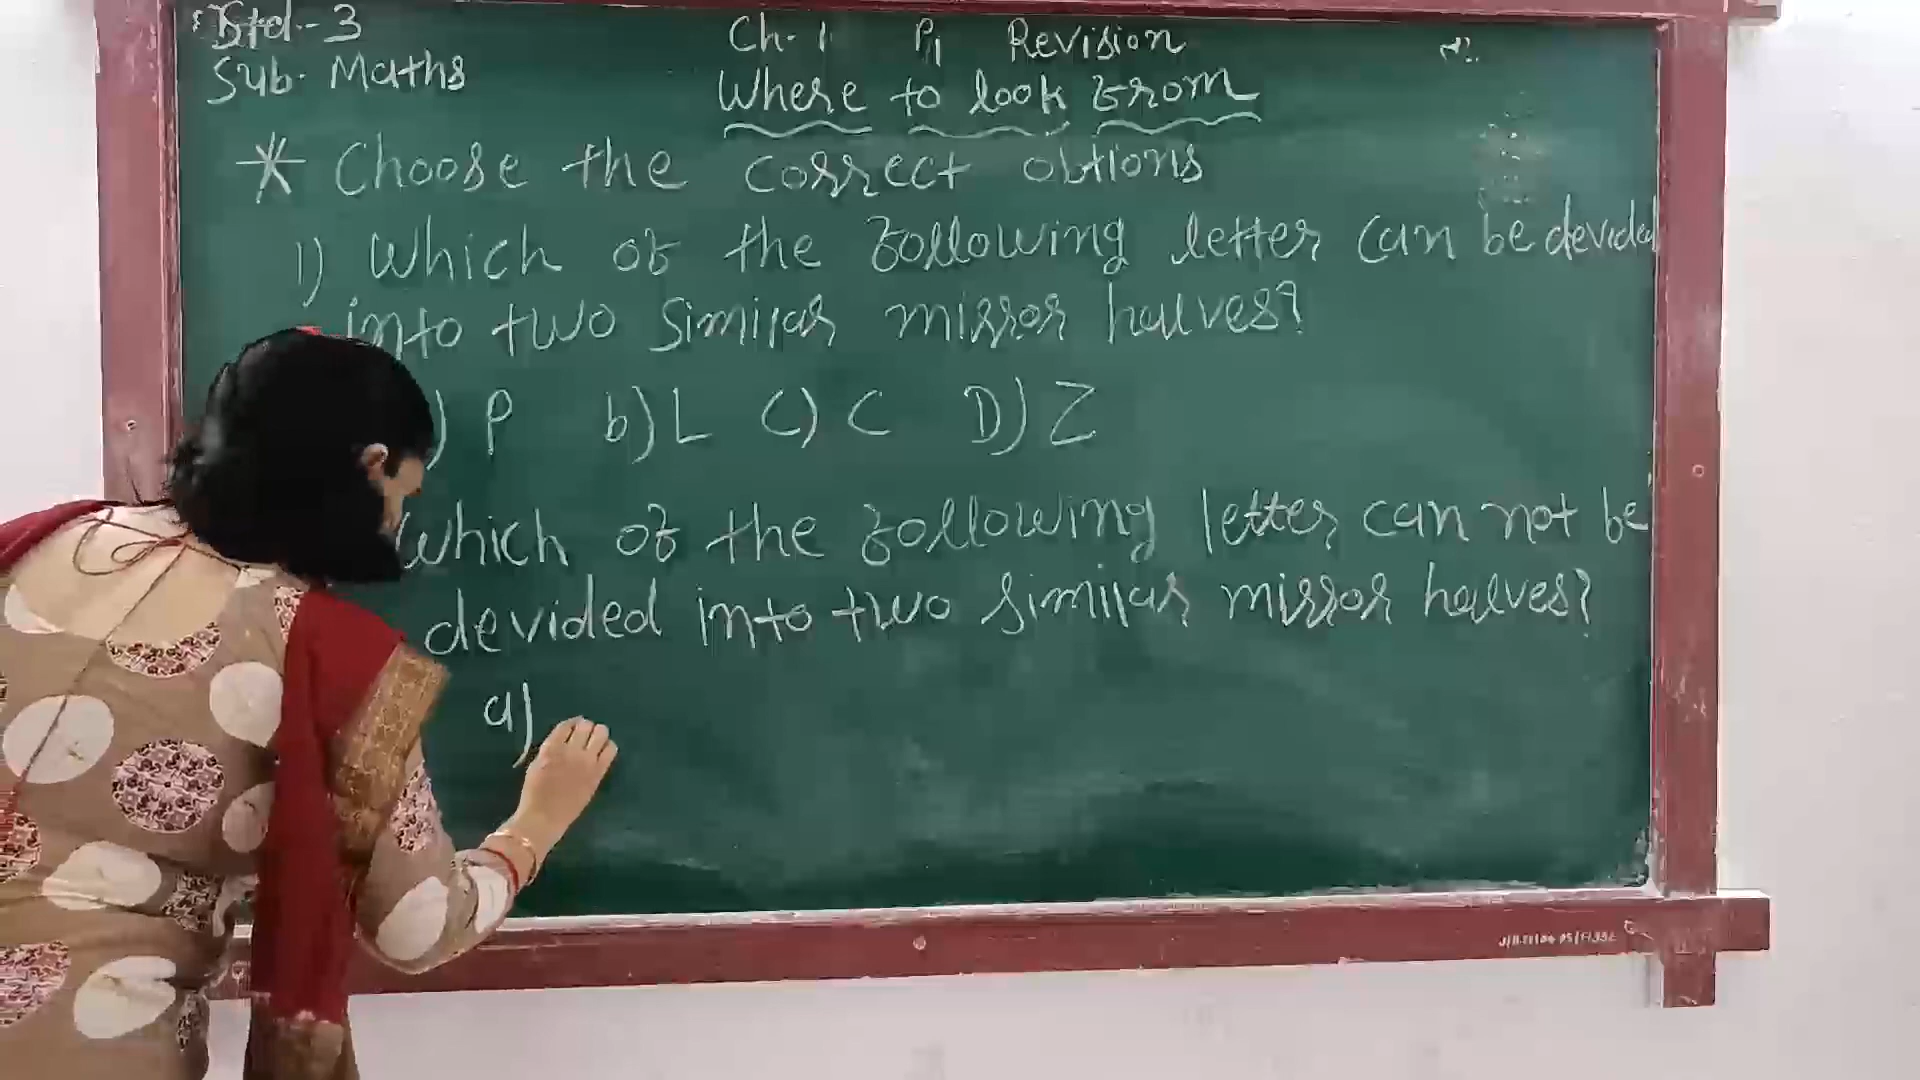 Std-3
Ch-1 P1 Revision
Sub. Maths
Where to look From
* Choose the correct obtions
1) Which of the following letter can be devided
into two similar mirror halves?
) P b) L C) C D) Z
Which of the following letter can not be
devided into two similar mirror halves?
a)